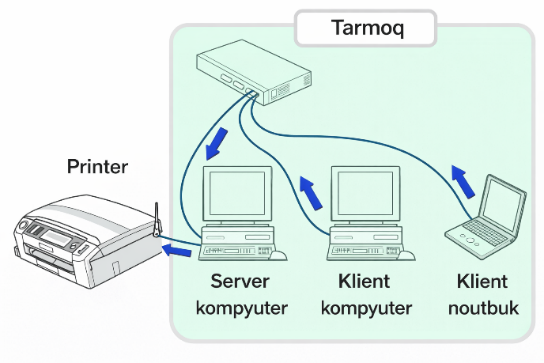 Tarmoq
Printer
Server
kompyuter
Klient
kompyuter
Klient
noutbuk